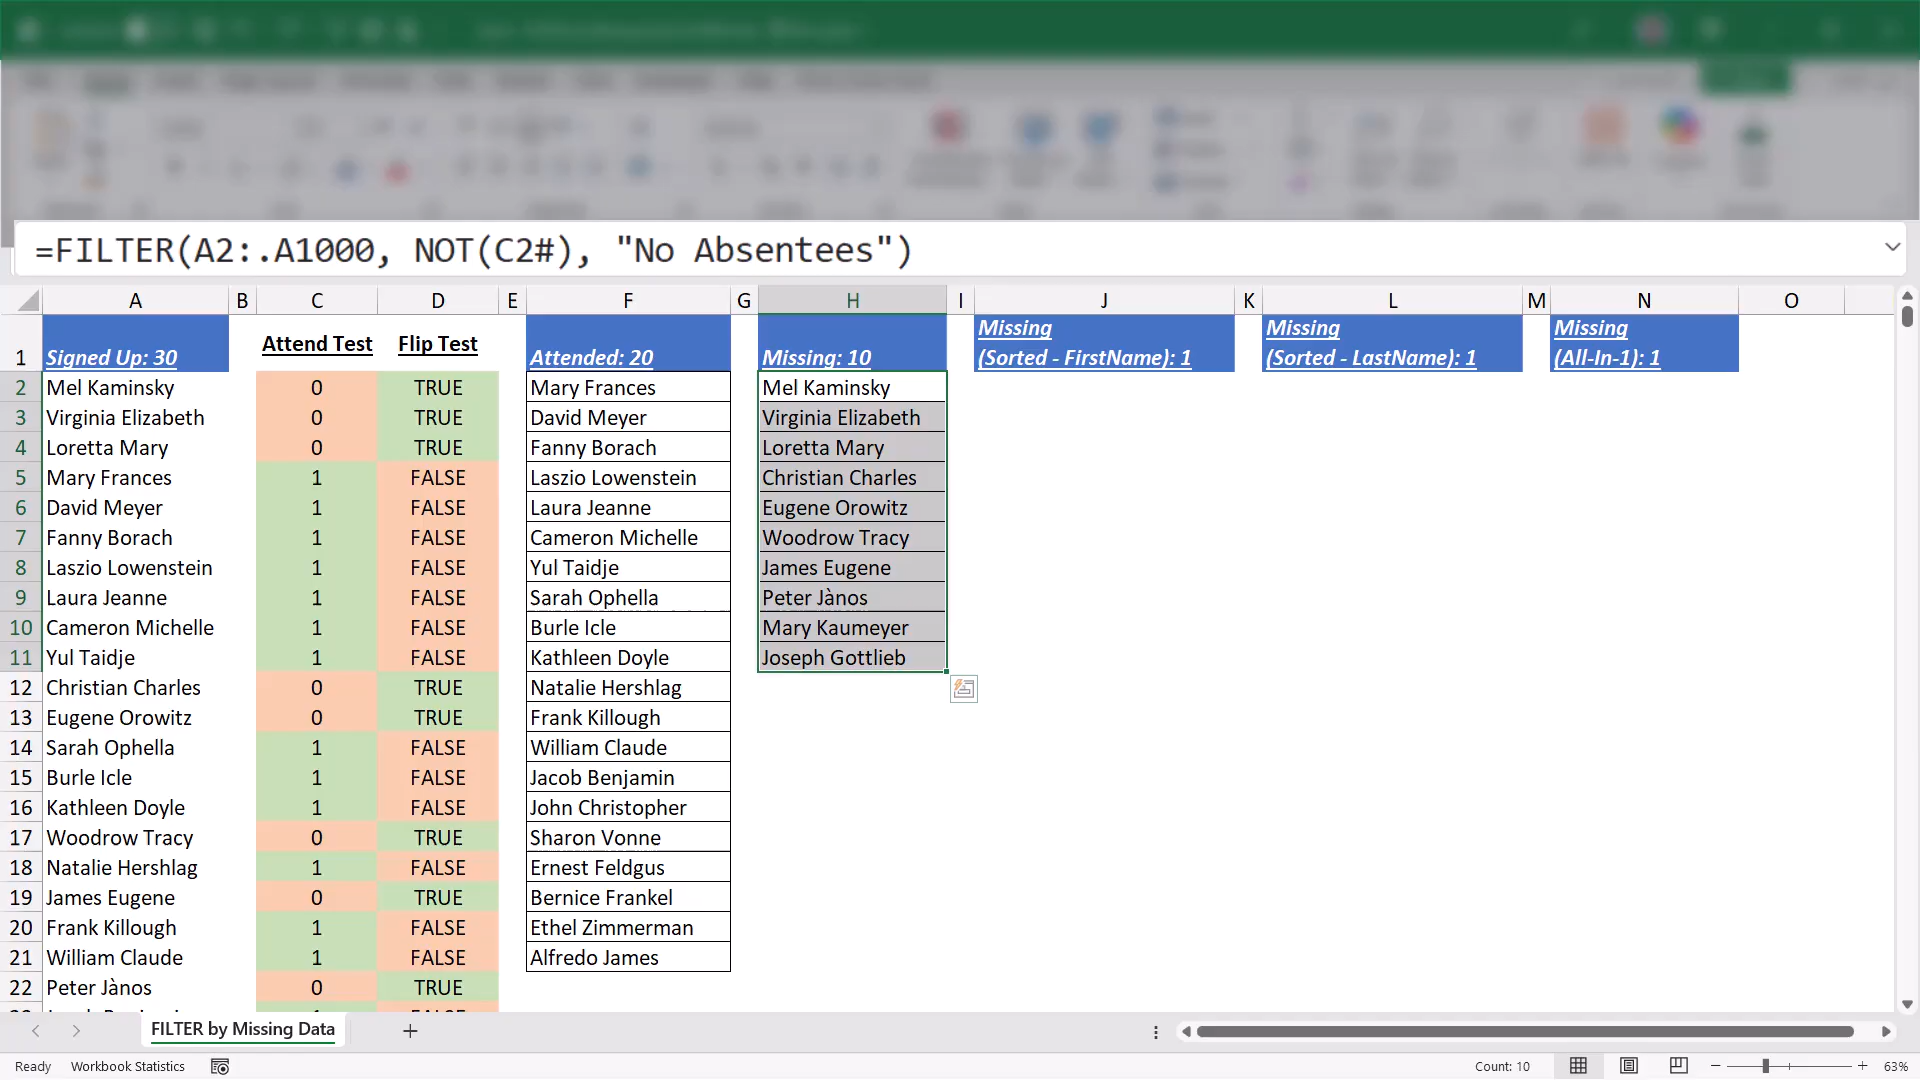 =FILTER(A2:.A1000, NOT(C2#), "No Absentees")
A B C D E F G H I J K L M N O
1 Signed Up: 30 Attend Test Flip Test Attended: 20 Missing: 10 Missing (Sorted - FirstName): 1 Missing (Sorted - LastName): 1 Missing (All-In-1): 1
2 Mel Kaminsky 0 TRUE Mary Frances Mel Kaminsky
3 Virginia Elizabeth 0 TRUE David Meyer Virginia Elizabeth
4 Loretta Mary 0 TRUE Fanny Borach Loretta Mary
5 Mary Frances 1 FALSE Laszio Lowenstein Christian Charles
6 David Meyer 1 FALSE Laura Jeanne Eugene Orowitz
7 Fanny Borach 1 FALSE Cameron Michelle Woodrow Tracy
8 Laszio Lowenstein 1 FALSE Yul Taidje James Eugene
9 Laura Jeanne 1 FALSE Sarah Ophella Peter Jànos
10 Cameron Michelle 1 FALSE Burle Icle Mary Kaumeyer
11 Yul Taidje 1 FALSE Kathleen Doyle Joseph Gottlieb
12 Christian Charles 0 TRUE Natalie Hershlag
13 Eugene Orowitz 0 TRUE Frank Killough
14 Sarah Ophella 1 FALSE William Claude
15 Burle Icle 1 FALSE Jacob Benjamin
16 Kathleen Doyle 1 FALSE John Christopher
17 Woodrow Tracy 0 TRUE Sharon Vonne
18 Natalie Hershlag 1 FALSE Ernest Feldgus
19 James Eugene 0 TRUE Bernice Frankel
20 Frank Killough 1 FALSE Ethel Zimmerman
21 William Claude 1 FALSE Alfredo James
22 Peter Jànos 0 TRUE
FILTER by Missing Data
Ready Workbook Statistics Count: 10 63%